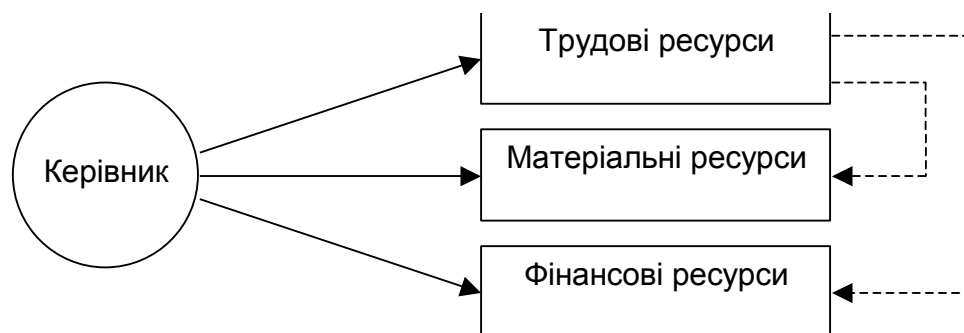 Трудові ресурси
Керівник
Матеріальні ресурси
Фінансові ресурси